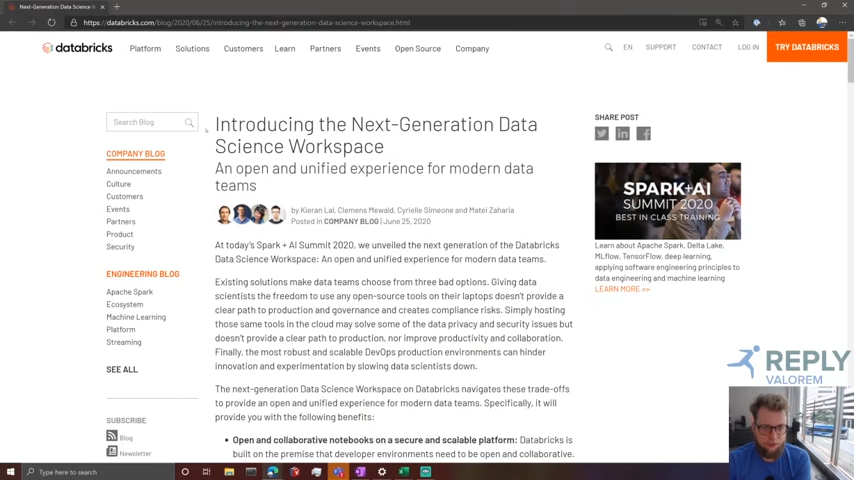 Next-Generation Data Science W
https://databricks.com/blog/2020/06/25/introducing-the-next-generation-data-science-workspace.html
databricks
Platform
Solutions
Customers
Learn
Partners
Events
Open Source
Company
EN
SUPPORT
CONTACT
LOG IN
TRY DATABRICKS
Search Blog
COMPANY BLOG
Announcements
Culture
Customers
Events
Partners
Product
Security
ENGINEERING BLOG
Apache Spark
Ecosystem
Machine Learning
Platform
Streaming
SEE ALL
SUBSCRIBE
Blog
Newsletter
Introducing the Next-Generation Data
Science Workspace
An open and unified experience for modern data
teams
by Kieran Lal, Clemens Mewald, Cyrielle Simeone and Matei Zaharia
Posted in COMPANY BLOG | June 25, 2020
At today's Spark + AI Summit 2020, we unveiled the next generation of the Databricks
Data Science Workspace: An open and unified experience for modern data teams.
Existing solutions make data teams choose from three bad options. Giving data
scientists the freedom to use any open-source tools on their laptops doesn't provide a
clear path to production and governance and creates compliance risks. Simply hosting
those same tools in the cloud may solve some of the data privacy and security issues but
doesn't provide a clear path to production, nor improve productivity and collaboration.
Finally, the most robust and scalable DevOps production environments can hinder
innovation and experimentation by slowing data scientists down.
The next-generation Data Science Workspace on Databricks navigates these trade-offs
to provide an open and unified experience for modern data teams. Specifically, it will
provide you with the following benefits:
• Open and collaborative notebooks on a secure and scalable platform: Databricks is
built on the premise that developer environments need to be open and collaborative.
SHARE POST
SPARK+AI
SUMMIT 2020
BEST IN CLASS TRAINING
Learn about Apache Spark, Delta Lake,
MLflow, TensorFlow, deep learning,
applying software engineering principles to
data engineering and machine learning
LEARN MORE >>
REPLY
VALOREM
Type here to search